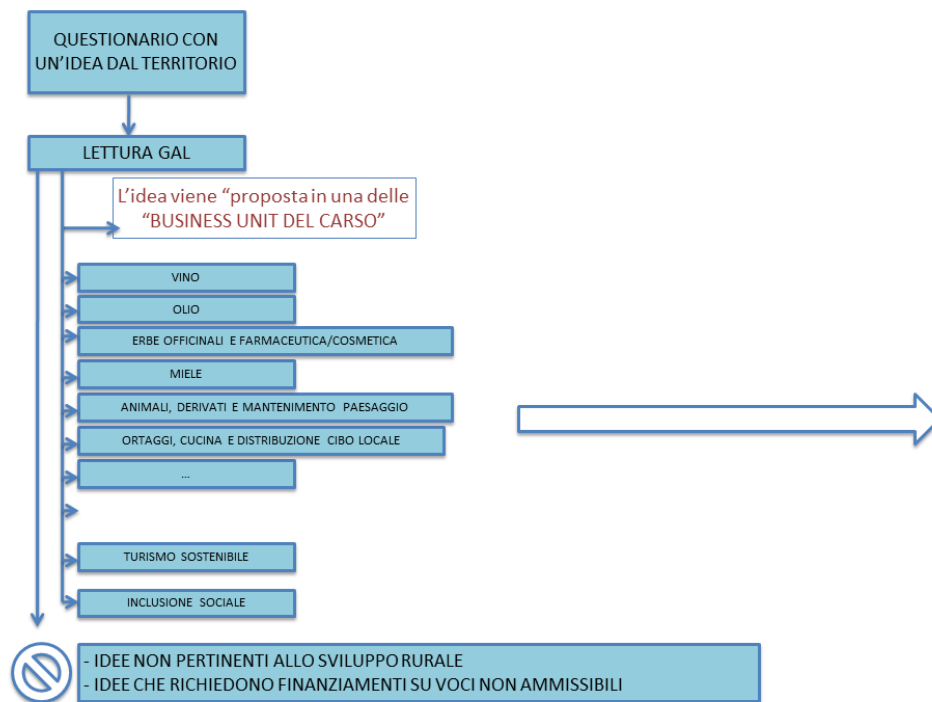 QUESTIONARIO CON
UN'IDEA DAL TERRITORIO
LETTURA GAL
L'idea viene "proposta in una delle
"BUSINESS UNIT DEL CARSO"
VINO
OLIO
ERBE OFFICINALI E FARMACEUTICA/COSMETICA
MIELE
ANIMALI, DERIVATI E MANTENIMENTO PAESAGGIO
ORTAGGI, CUCINA E DISTRIBUZIONE CIBO LOCALE
...
TURISMO SOSTENIBILE
INCLUSIONE SOCIALE
- IDEE NON PERTINENTI ALLO SVILUPPO RURALE
- IDEE CHE RICHIEDONO FINANZIAMENTI SU VOCI NON AMMISSIBILI